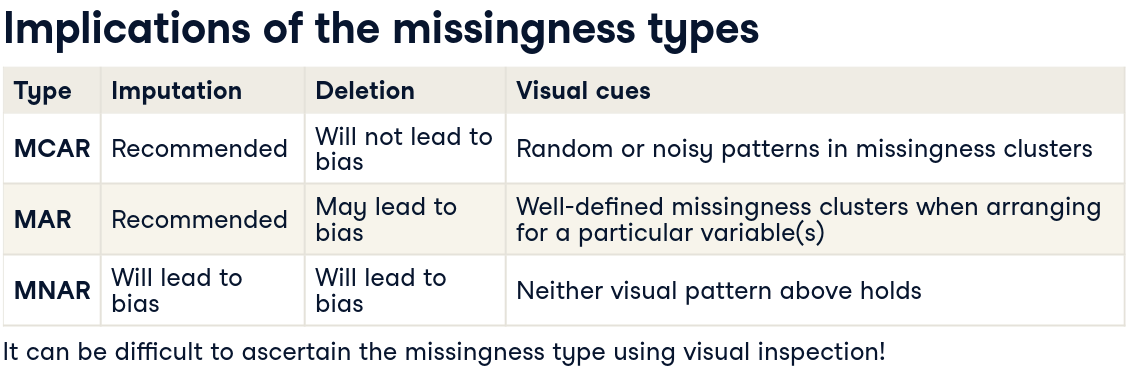 Implications of the missingness types
Type Imputation Deletion Visual cues
MCAR Recommended Will not lead to bias Random or noisy patterns in missingness clusters
MAR Recommended May lead to bias Well-defined missingness clusters when arranging for a particular variable(s)
MNAR Will lead to bias Will lead to bias Neither visual pattern above holds
It can be difficult to ascertain the missingness type using visual inspection!